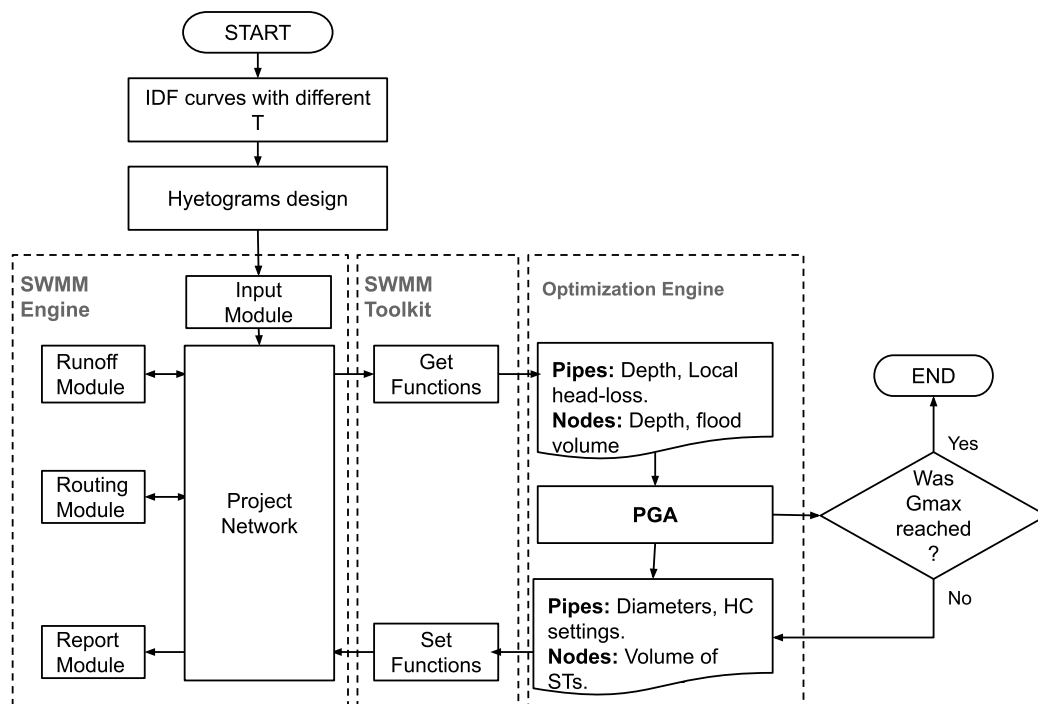 START
IDF curves with different
T
Hyetograms design
SWMM
Engine
Input
Module
SWMM
Toolkit
Optimization Engine
Runoff
Module
Get
Functions
Pipes: Depth, Local
head-loss.
Nodes: Depth, flood
volume
END
Yes
Routing
Module
Project
Network
PGA
Was
Gmax
reached
?
No
Report
Module
Set
Functions
Pipes: Diameters, HC
settings.
Nodes: Volume of
STs.